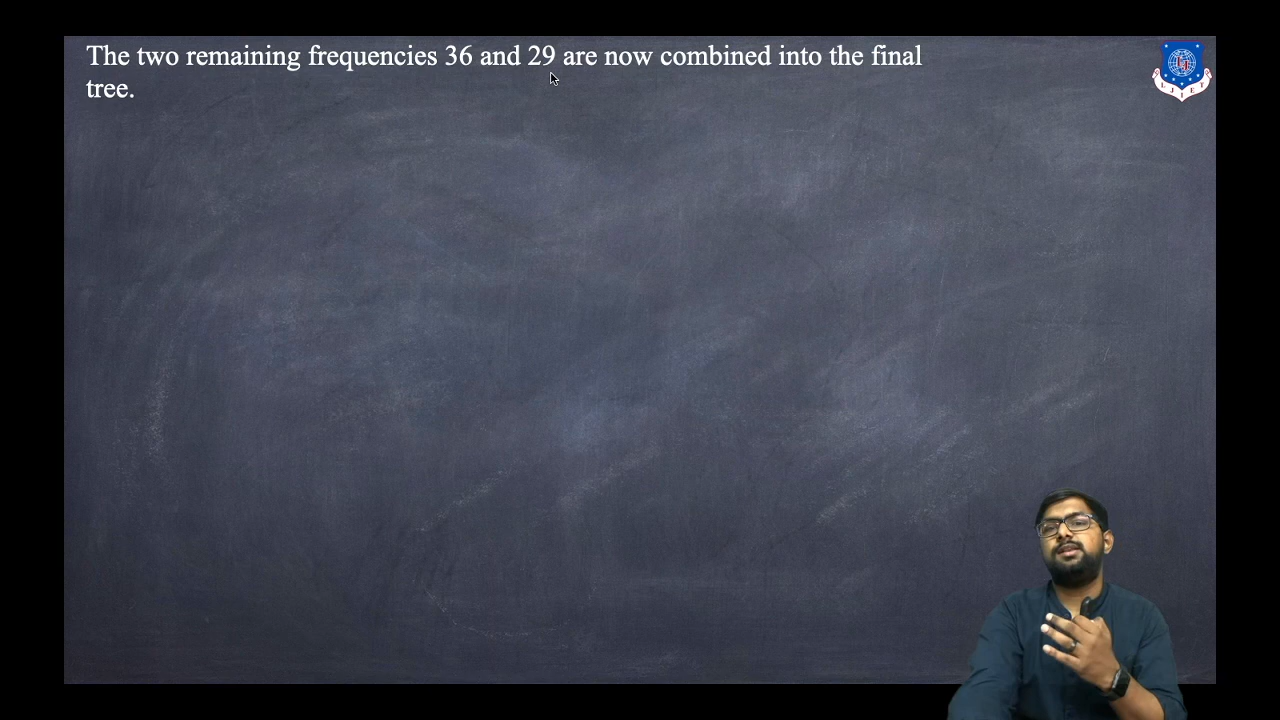 The two remaining frequencies 36 and 29 are now combined into the final
tree.
L J I E T